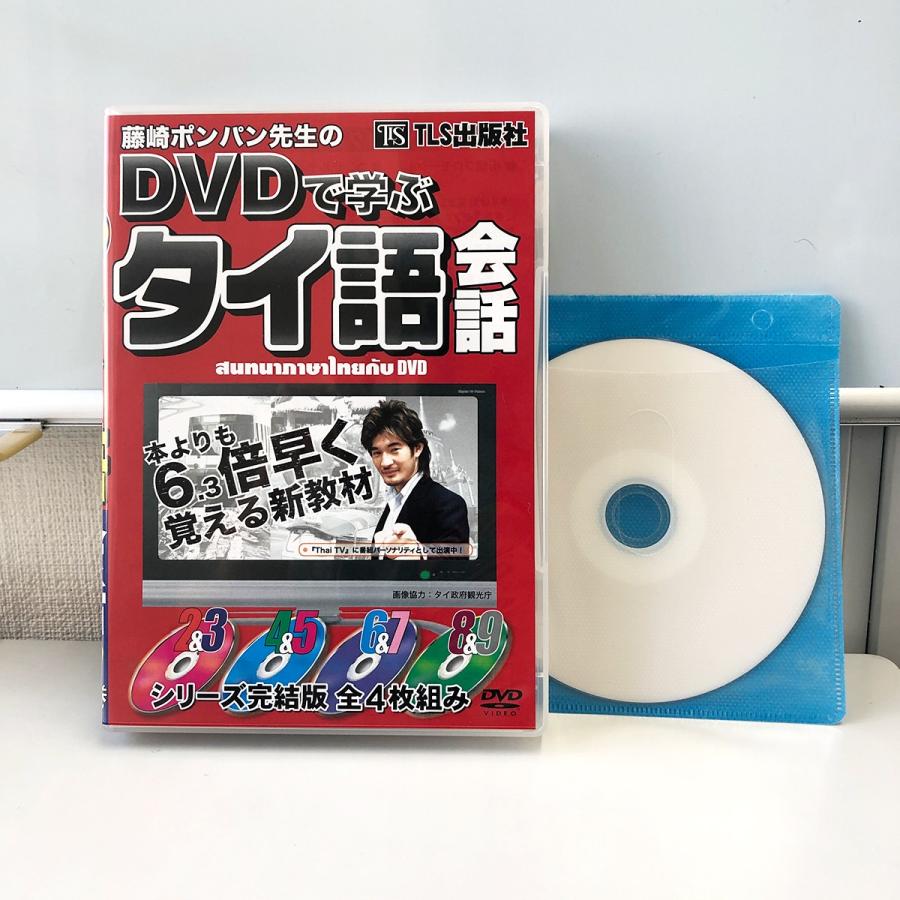 藤崎ポンパン先生の
TLS TLS出版社
DVDで学ぶ
タイ語会話
สนทนาภาษาไทยกับ DVD
本よりも
6.3倍早く
覚える新教材
●『Thai TV』に番組パーソナリティとして出演中！
画像協力：タイ政府観光庁
2&3 4&5 6&7 8&9
シリーズ完結版 全4枚組み
DVD
VIDEO